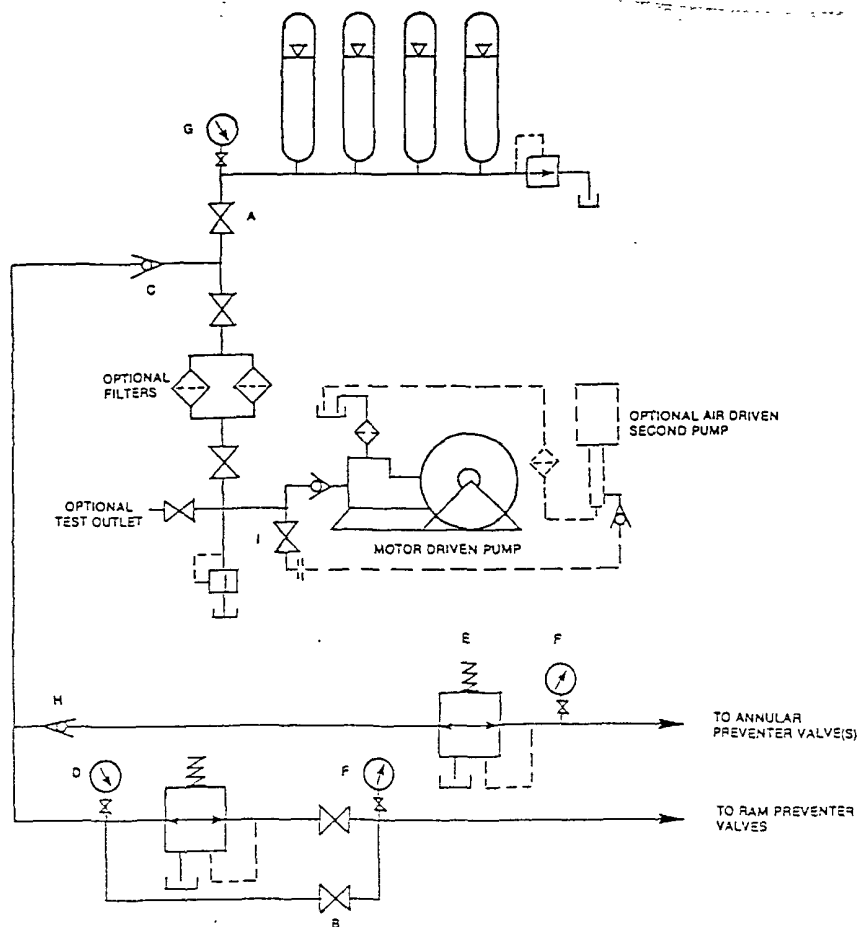 G
A
C
OPTIONAL
FILTERS
OPTIONAL AIR DRIVEN
SECOND PUMP
OPTIONAL
TEST OUTLET
I
MOTOR DRIVEN PUMP
E
F
H
TO ANNULAR
PREVENTER VALVE(S)
D
F
TO RAM PREVENTER
VALVES
B